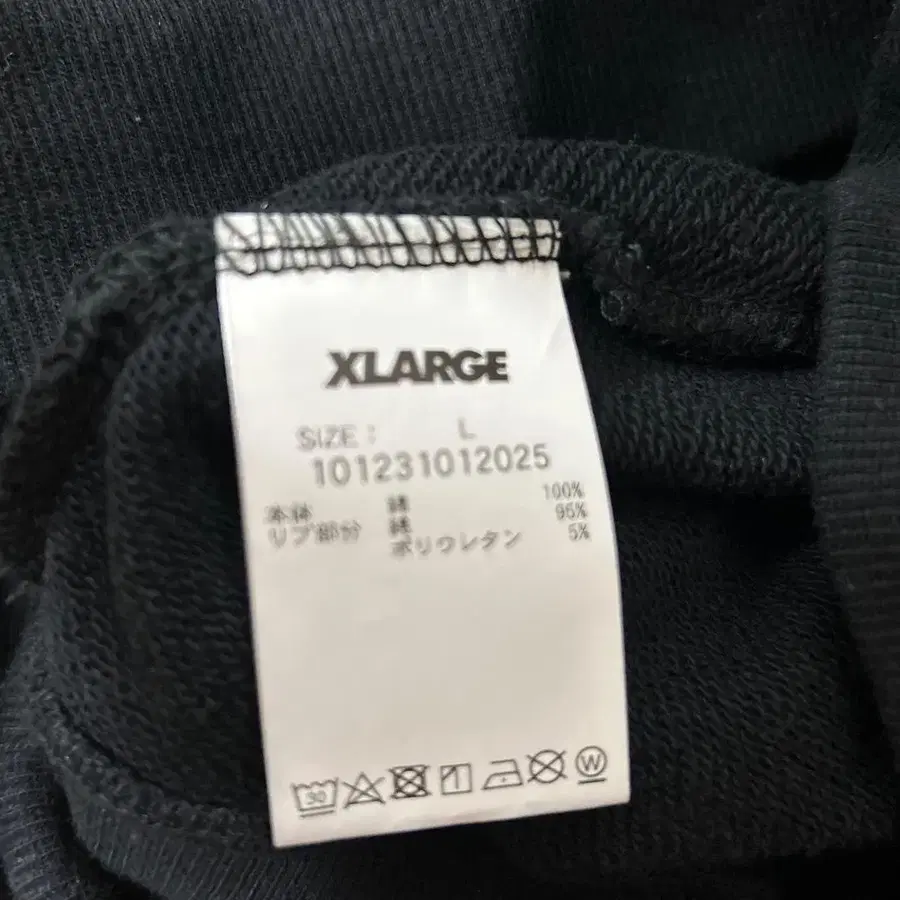 XLARGE
SIZE: L
101231012025
本体 綿 100%
リブ部分 綿 95%
ポリウレタン 5%
30 W